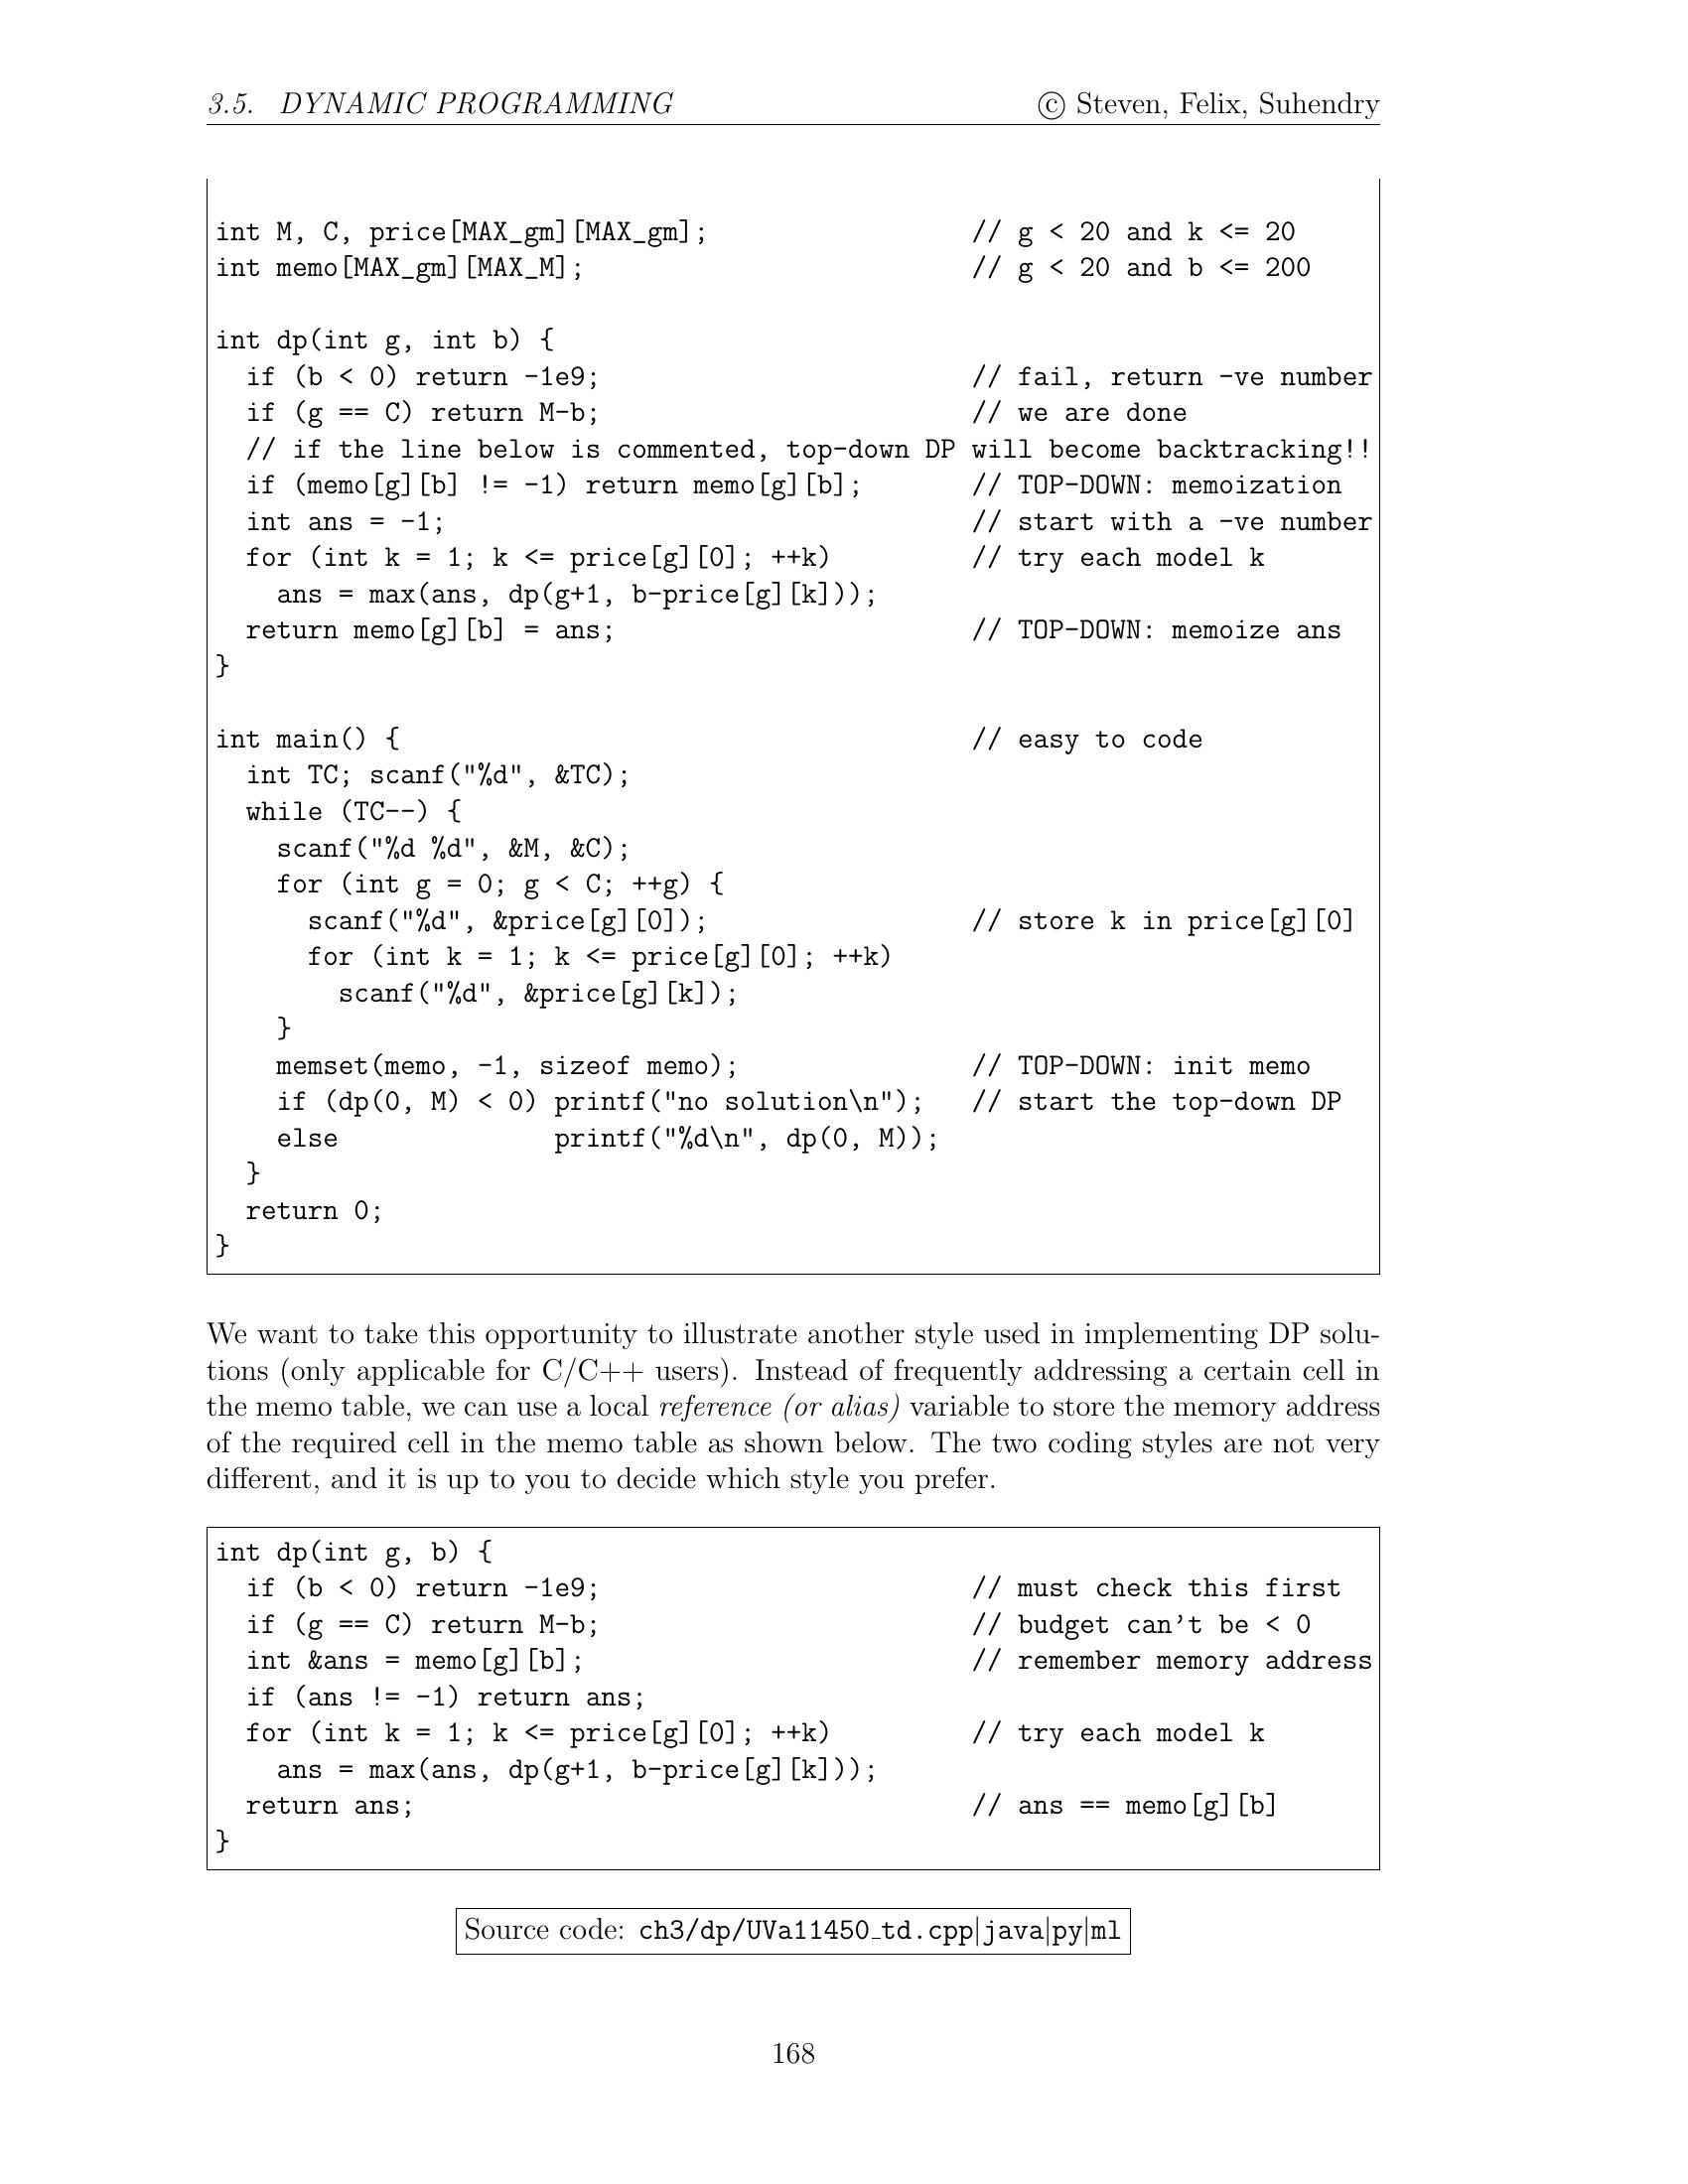 3.5. DYNAMIC PROGRAMMING © Steven, Felix, Suhendry
int M, C, price[MAX_gm][MAX_gm]; // g < 20 and k <= 20
int memo[MAX_gm][MAX_M]; // g < 20 and b <= 200
int dp(int g, int b) {
  if (b < 0) return -1e9; // fail, return -ve number
  if (g == C) return M-b; // we are done
  // if the line below is commented, top-down DP will become backtracking!!
  if (memo[g][b] != -1) return memo[g][b]; // TOP-DOWN: memoization
  int ans = -1; // start with a -ve number
  for (int k = 1; k <= price[g][0]; ++k) // try each model k
    ans = max(ans, dp(g+1, b-price[g][k]));
  return memo[g][b] = ans; // TOP-DOWN: memoize ans
}
int main() { // easy to code
  int TC; scanf("%d", &TC);
  while (TC--) {
    scanf("%d %d", &M, &C);
    for (int g = 0; g < C; ++g) {
      scanf("%d", &price[g][0]); // store k in price[g][0]
      for (int k = 1; k <= price[g][0]; ++k)
        scanf("%d", &price[g][k]);
    }
    memset(memo, -1, sizeof memo); // TOP-DOWN: init memo
    if (dp(0, M) < 0) printf("no solution\n"); // start the top-down DP
    else              printf("%d\n", dp(0, M));
  }
  return 0;
}
We want to take this opportunity to illustrate another style used in implementing DP solu-
tions (only applicable for C/C++ users). Instead of frequently addressing a certain cell in
the memo table, we can use a local reference (or alias) variable to store the memory address
of the required cell in the memo table as shown below. The two coding styles are not very
different, and it is up to you to decide which style you prefer.
int dp(int g, b) {
  if (b < 0) return -1e9; // must check this first
  if (g == C) return M-b; // budget can't be < 0
  int &ans = memo[g][b]; // remember memory address
  if (ans != -1) return ans;
  for (int k = 1; k <= price[g][0]; ++k) // try each model k
    ans = max(ans, dp(g+1, b-price[g][k]));
  return ans; // ans == memo[g][b]
}
Source code: ch3/dp/UVa11450_td.cpp|java|py|ml
168